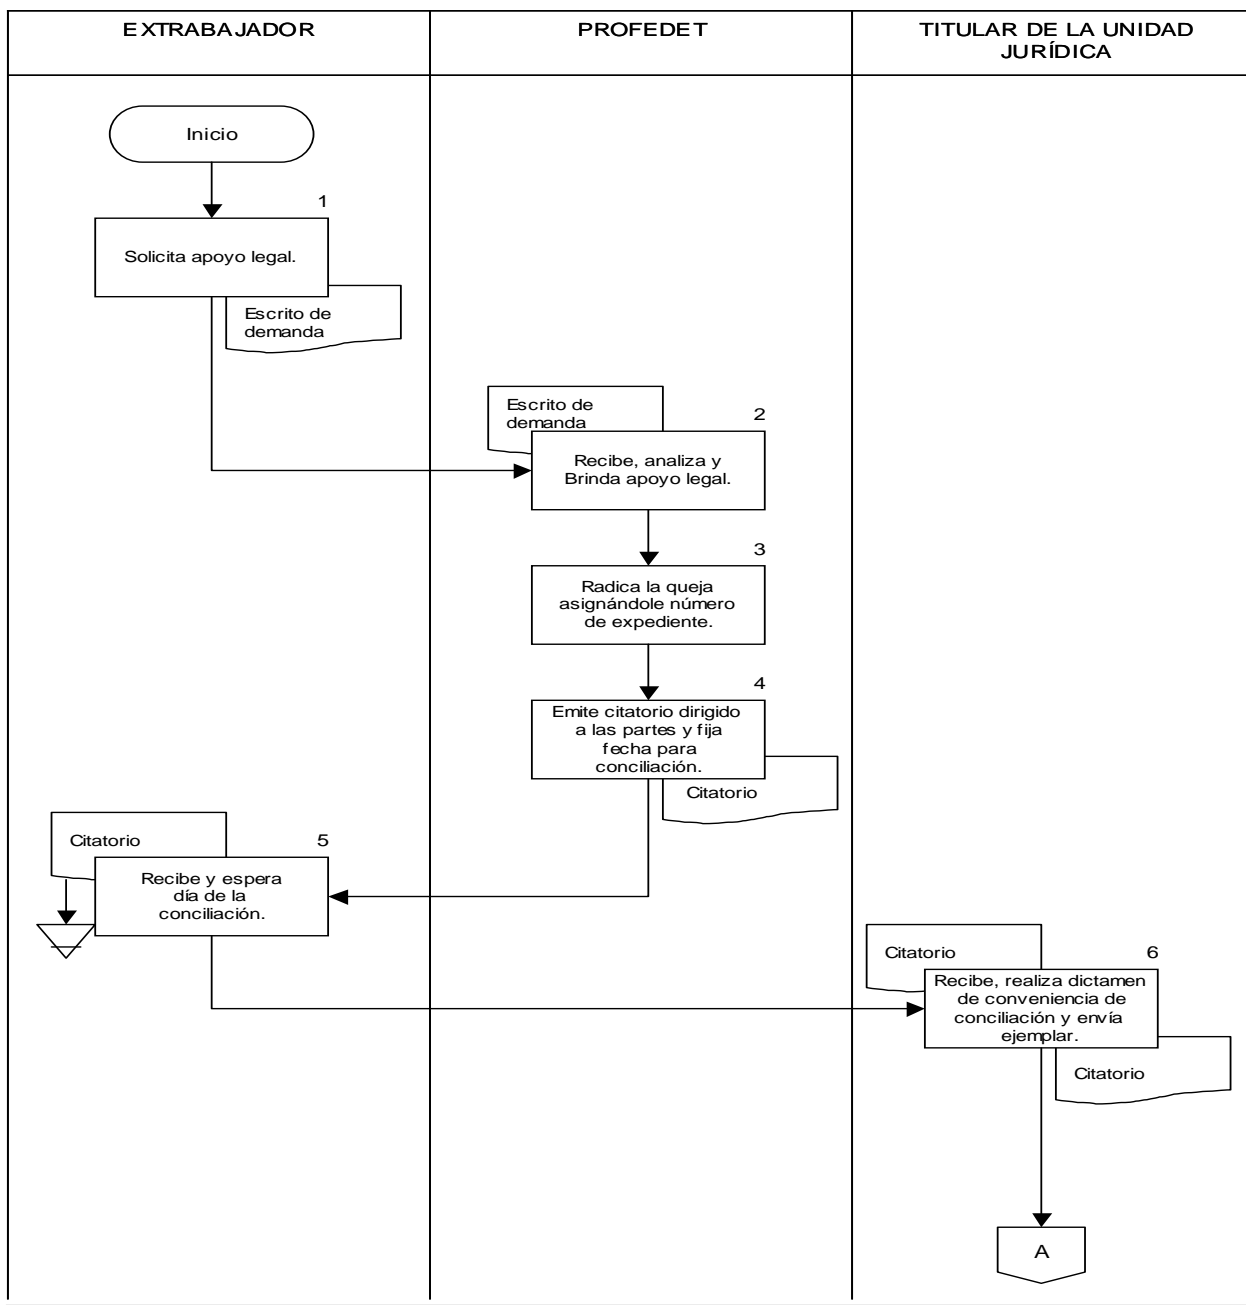 EXTRABAJADOR
PROFEDET
TITULAR DE LA UNIDAD
JURÍDICA
Inicio
1
Solicita apoyo legal.
Escrito de
demanda
Escrito de
demanda
2
Recibe, analiza y
Brinda apoyo legal.
3
Radica la queja
asignándole número
de expediente.
4
Emite citatorio dirigido
a las partes y fija
fecha para
conciliación.
Citatorio
Citatorio
5
Recibe y espera
día de la
conciliación.
Citatorio
6
Recibe, realiza dictamen
de conveniencia de
conciliación y envía
ejemplar.
Citatorio
A